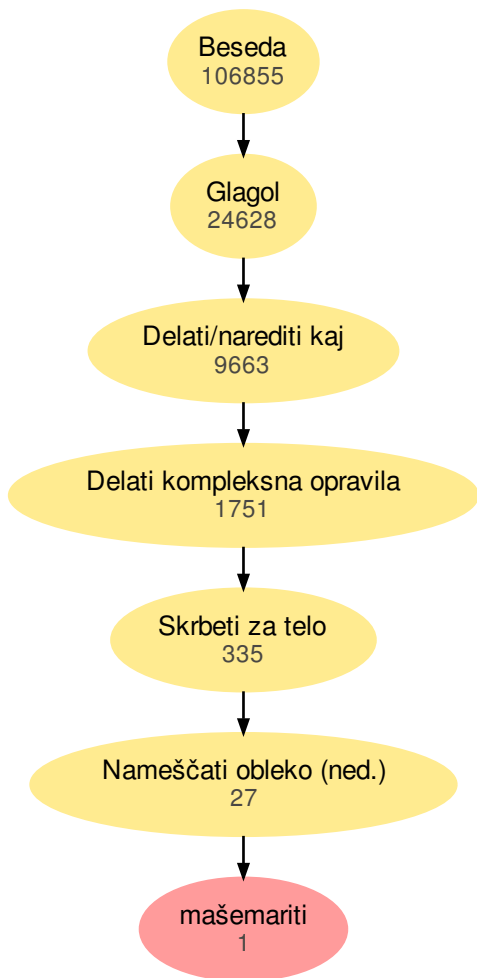 Beseda
106855
Glagol
24628
Delati/narediti kaj
9663
Delati kompleksna opravila
1751
Skrbeti za telo
335
Nameščati obleko (ned.)
27
mašemariti
1